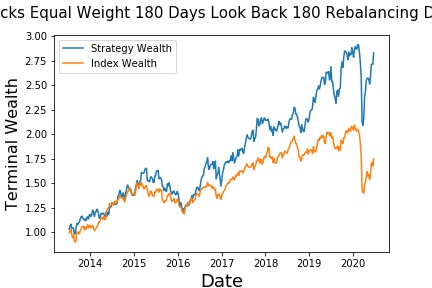 cks Equal Weight 180 Days Look Back 180 Rebalancing D
Strategy Wealth
Index Wealth
Terminal Wealth
3.00
2.75
2.50
2.25
2.00
1.75
1.50
1.25
1.00
2014 2015 2016 2017 2018 2019 2020
Date